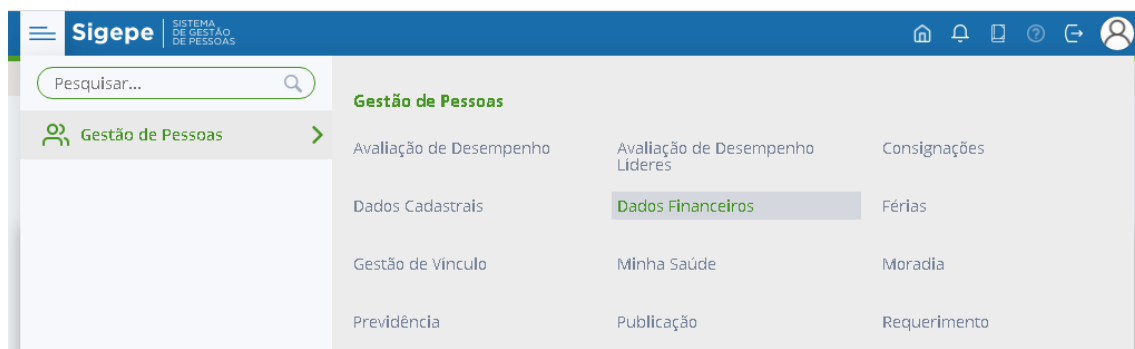 Sigepe
SISTEMA
DE GESTÃO
DE PESSOAS
Pesquisar...
Gestão de Pessoas
Gestão de Pessoas
Avaliação de Desempenho
Avaliação de Desempenho
Líderes
Consignações
Dados Cadastrais
Dados Financeiros
Férias
Gestão de Vínculo
Minha Saúde
Moradia
Previdência
Publicação
Requerimento